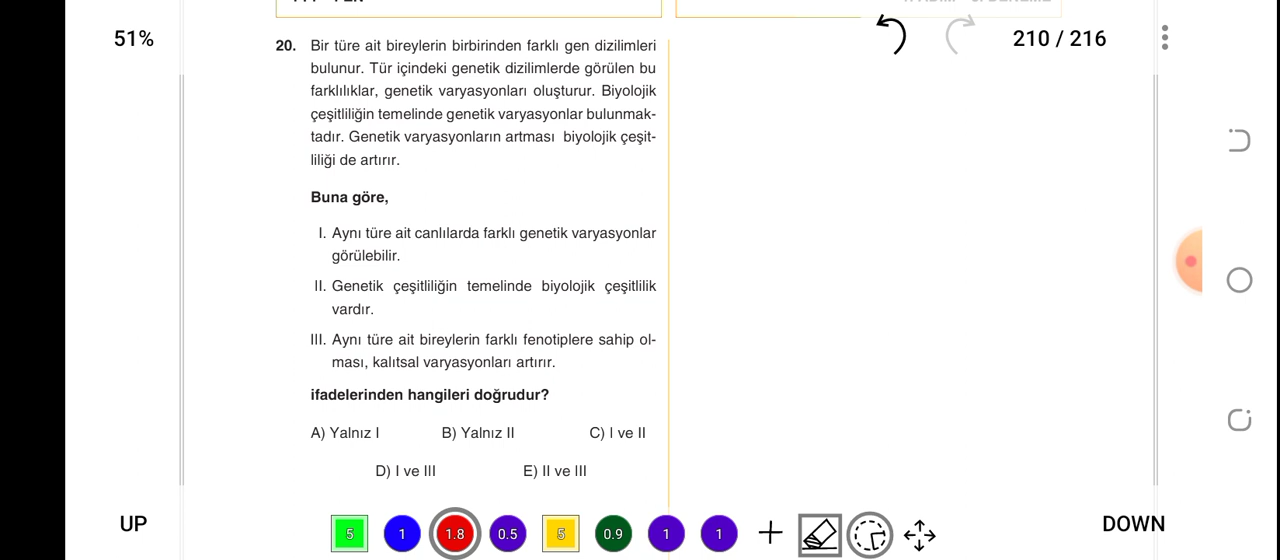 51%
210 / 216
20. Bir türe ait bireylerin birbirinden farklı gen dizilimleri
bulunur. Tür içindeki genetik dizilimlerde görülen bu
farklılıklar, genetik varyasyonları oluşturur. Biyolojik
çeşitliliğin temelinde genetik varyasyonlar bulunmak-
tadır. Genetik varyasyonların artması biyolojik çeşit-
liliği de artırır.
Buna göre,
I. Aynı türe ait canlılarda farklı genetik varyasyonlar
görülebilir.
II. Genetik çeşitliliğin temelinde biyolojik çeşitlilik
vardır.
III. Aynı türe ait bireylerin farklı fenotiplere sahip ol-
ması, kalıtsal varyasyonları artırır.
ifadelerinden hangileri doğrudur?
A) Yalnız I B) Yalnız II C) I ve II
D) I ve III E) II ve III
UP
5 1 1.8 0.5 5 0.9 1 1
DOWN